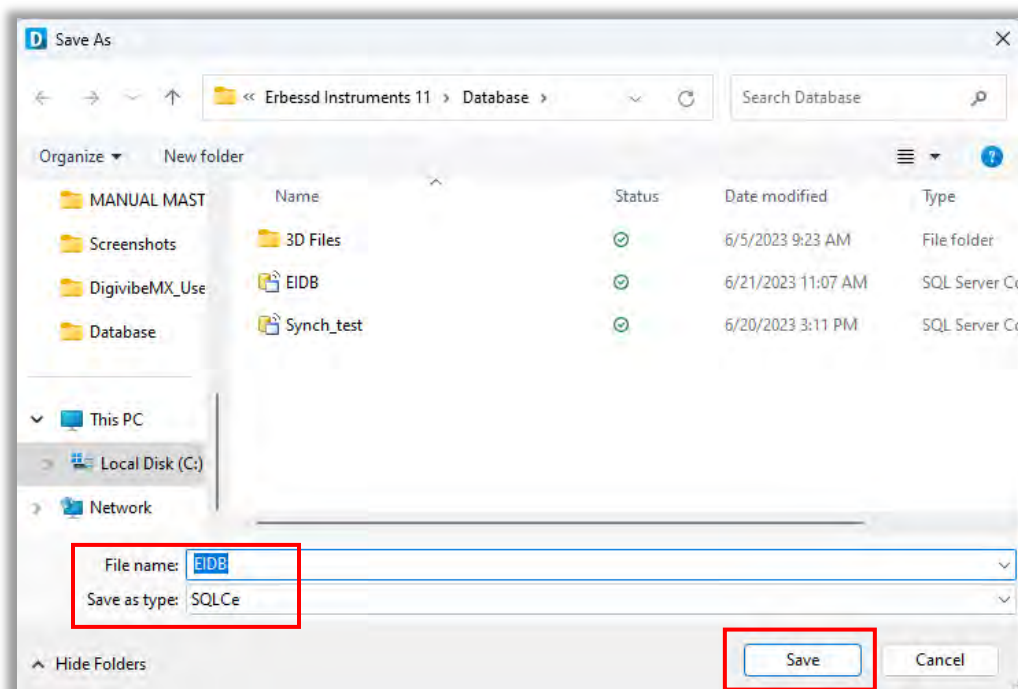 D Save As
« Erbessd Instruments 11 › Database ›
Search Database
Organize
New folder
Name Status Date modified Type
MANUAL MAST
Screenshots
DigivibeMX_Use
Database
3D Files 6/5/2023 9:23 AM File folder
EIDB 6/21/2023 11:07 AM SQL Server Co
Synch_test 6/20/2023 3:11 PM SQL Server Co
This PC
Local Disk (C:)
Network
File name: EIDB
Save as type: SQLCe
Hide Folders
Save
Cancel